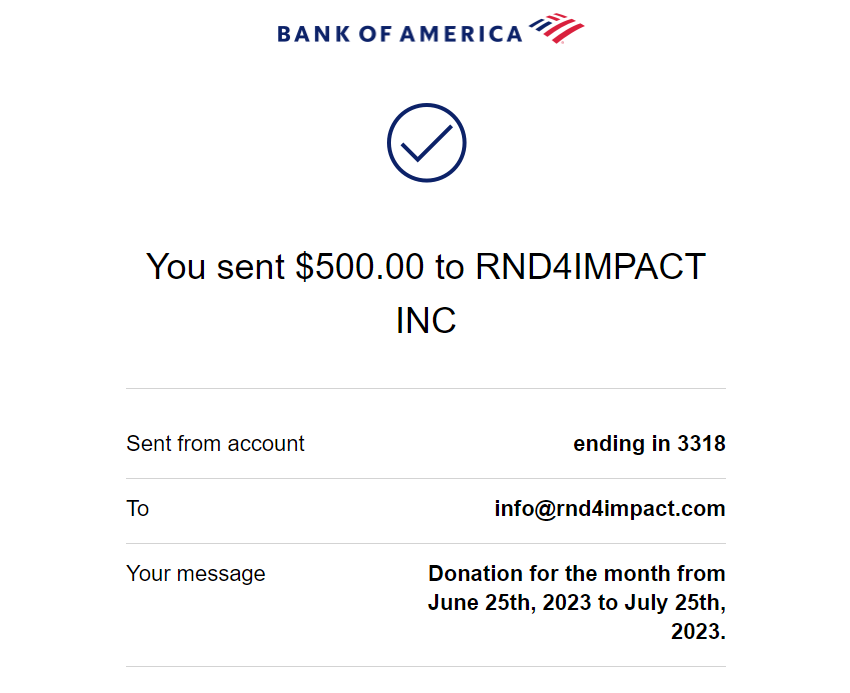 BANK OF AMERICA
You sent $500.00 to RND4IMPACT
INC
Sent from account ending in 3318
To info@rnd4impact.com
Your message Donation for the month from
June 25th, 2023 to July 25th,
2023.